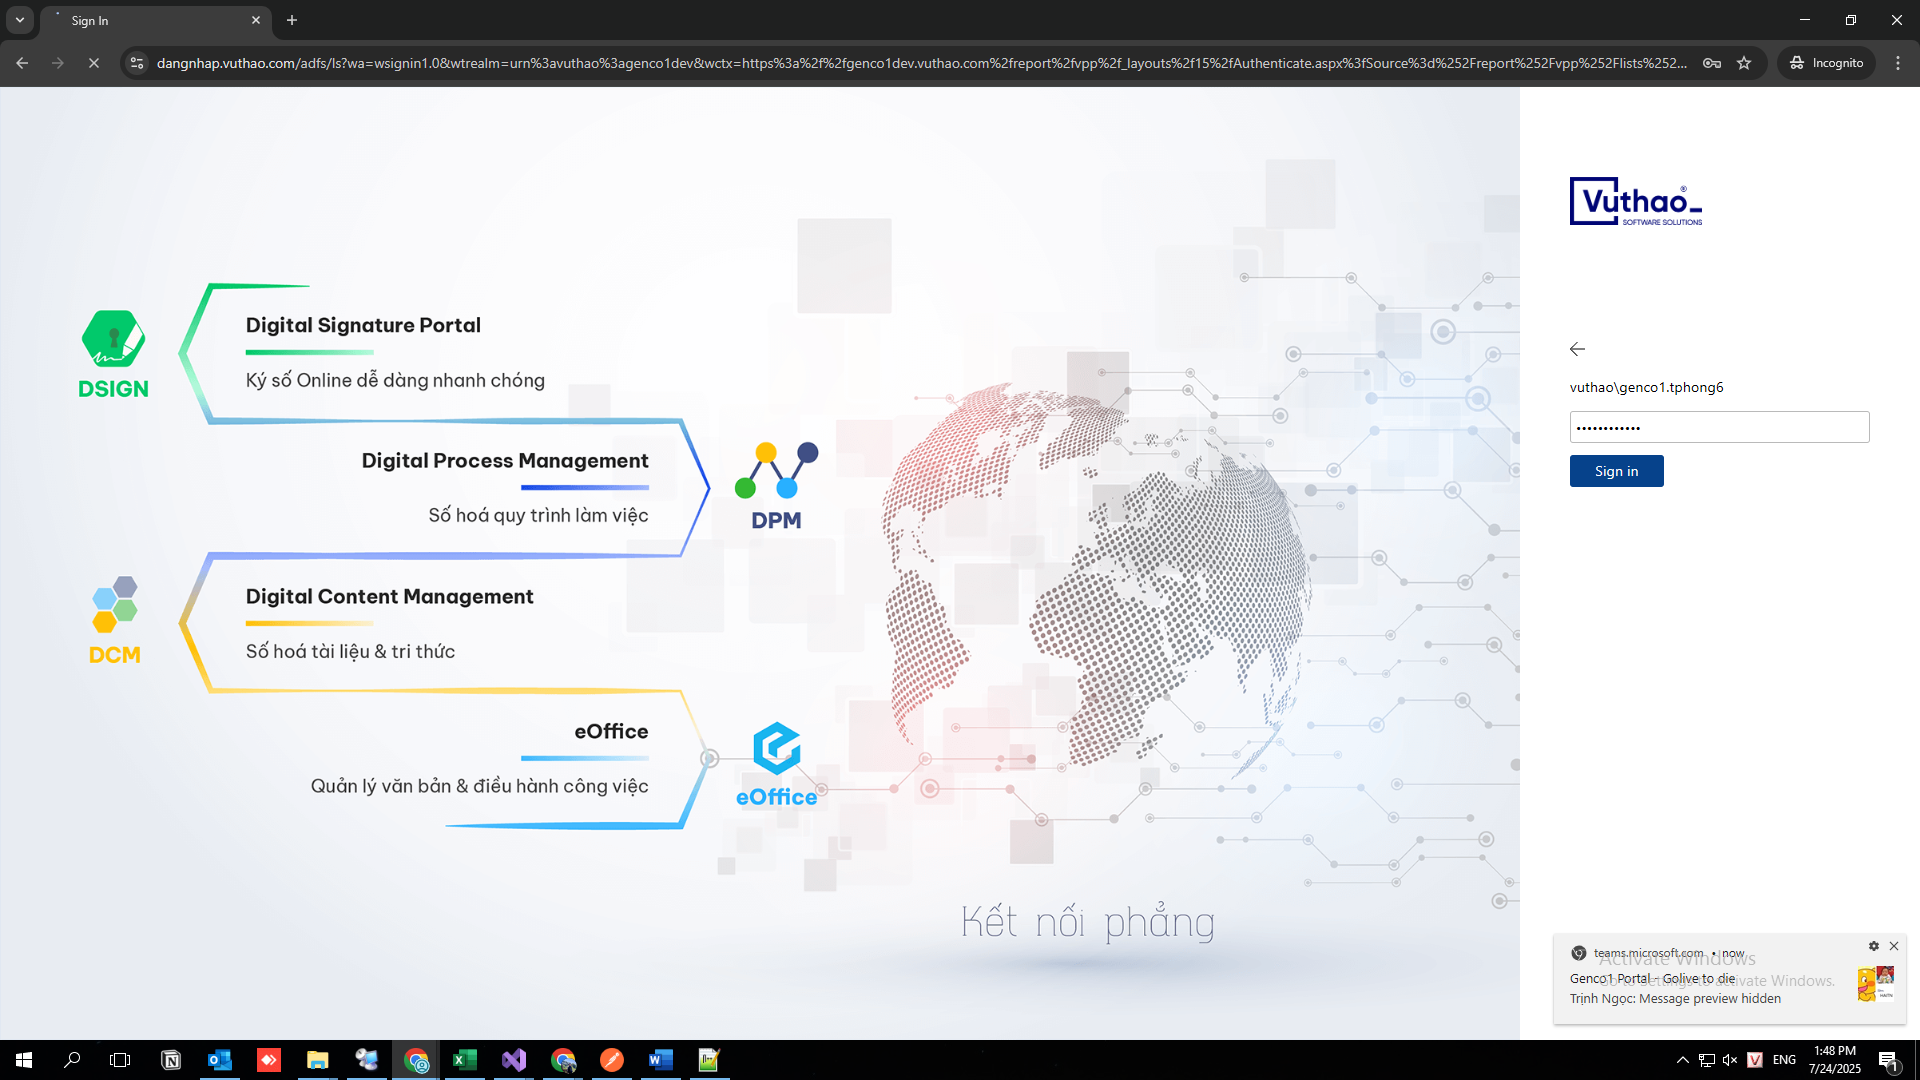 Sign In
dangnhap.vuthao.com/adfs/ls?wa=wsignin1.0&wtrealm=urn%3avuthao%3agenco1dev&wctx=https%3a%2f%2fgenco1dev.vuthao.com%2freport%2fvpp%2f_layouts%2f15%2fAuthenticate.aspx%3fSource%3d%252Freport%252Fvpp%252Flists%252...
Incognito
Vuthao
®
SOFTWARE SOLUTIONS
Digital Signature Portal
Ký số Online dễ dàng nhanh chóng
DSIGN
Digital Process Management
Số hoá quy trình làm việc
DPM
Digital Content Management
Số hoá tài liệu & tri thức
DCM
eOffice
Quản lý văn bản & điều hành công việc
eOffice
Kết nối phẳng
vuthao\genco1.tphong6
••••••••••••
Sign in
teams.microsoft.com • now
Activate Windows
Genco1 Portal - Golive to die
Go to Settings to activate Windows.
Trịnh Ngọc: Message preview hidden
HAITN
ENG
1:48 PM
7/24/2025
1